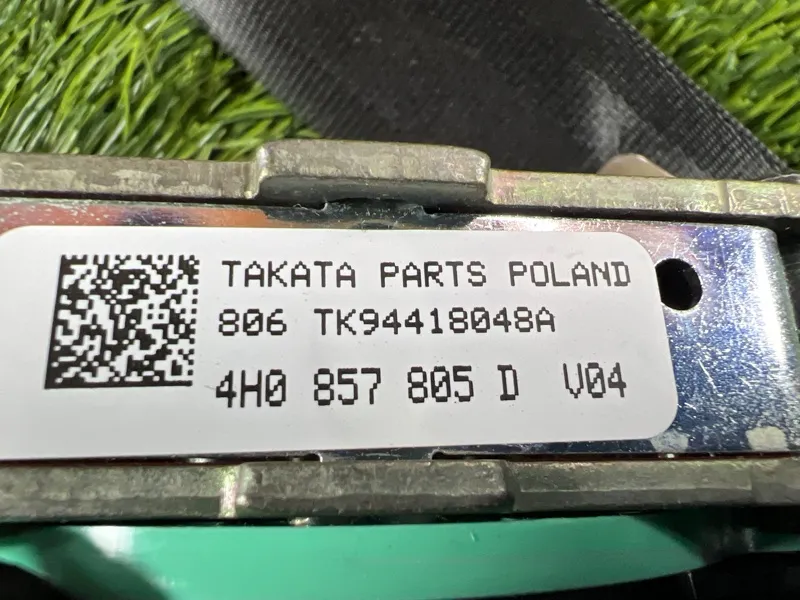 TAKATA PARTS POLAND
806 TK94418048A
4H0 857 805 D V04